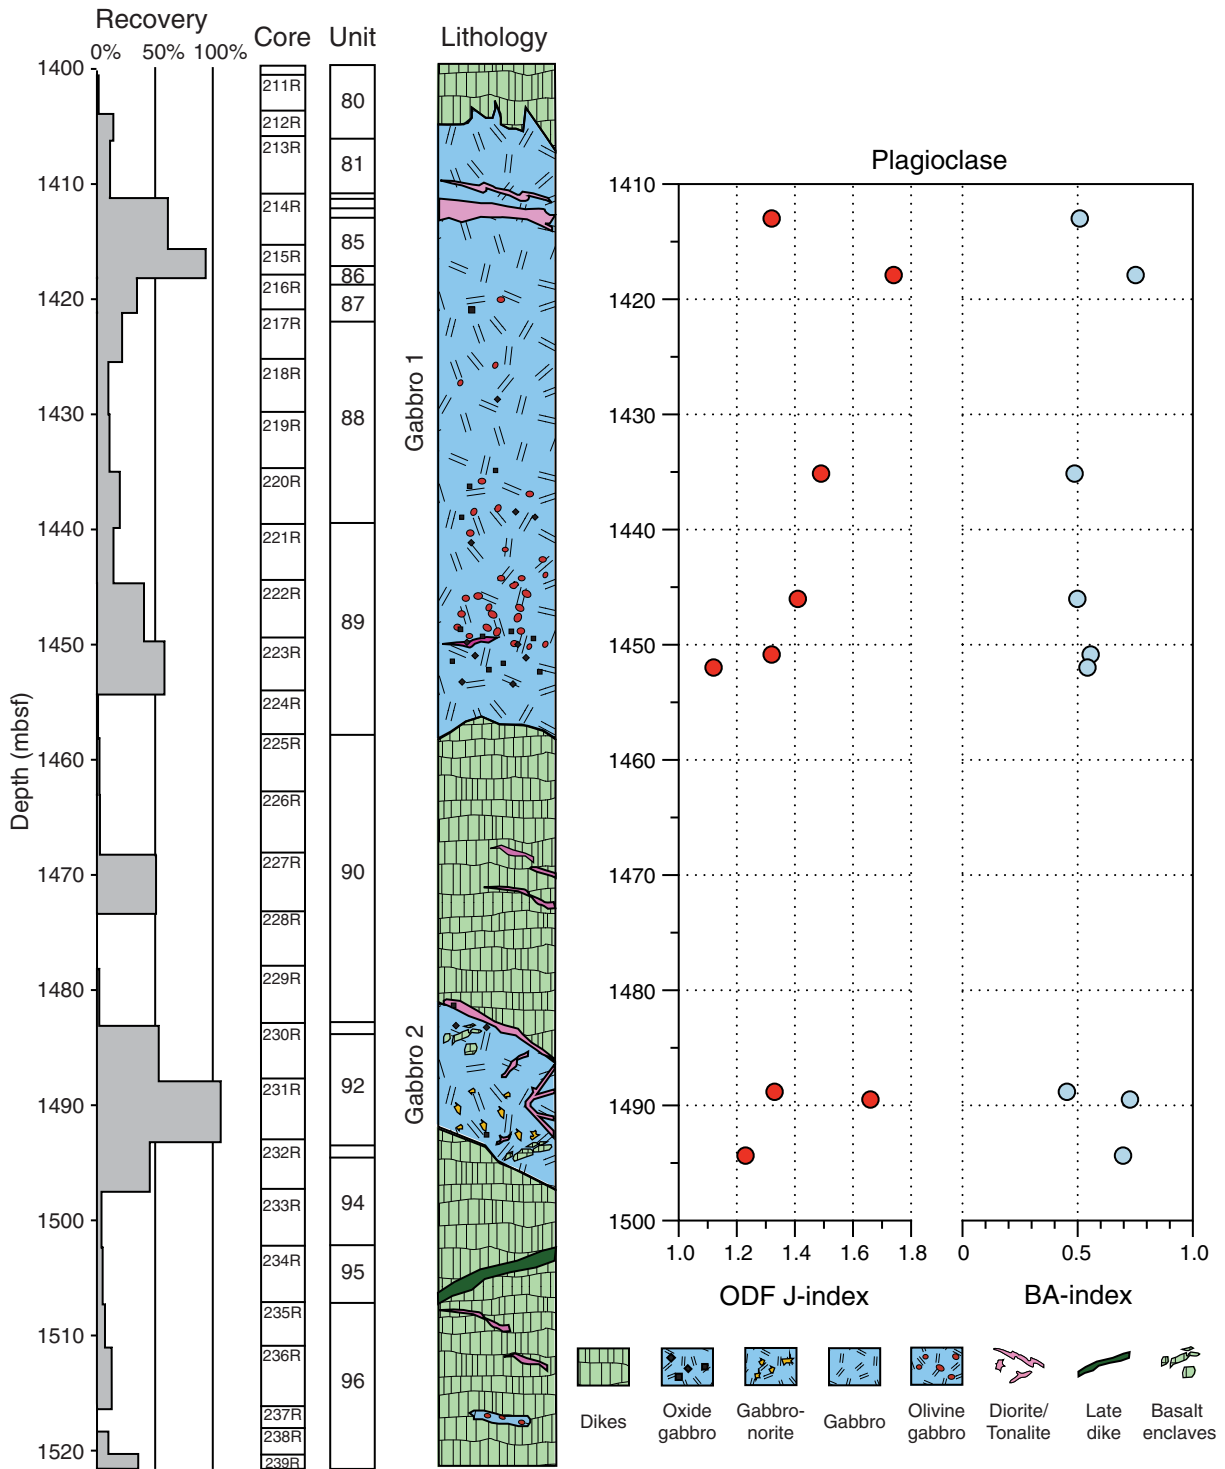 Recovery
0% 50% 100%
Core
Unit
Lithology
Depth (mbsf)
1400
1410
1420
1430
1440
1450
1460
1470
1480
1490
1500
1510
1520
211R
212R
213R
214R
215R
216R
217R
218R
219R
220R
221R
222R
223R
224R
225R
226R
227R
228R
229R
230R
231R
232R
233R
234R
235R
236R
237R
238R
239R
80
81
85
86
87
88
89
90
92
94
95
96
Gabbro 1
Gabbro 2
Plagioclase
1410
1420
1430
1440
1450
1460
1470
1480
1490
1500
1.0 1.2 1.4 1.6 1.8
ODF J-index
0 0.5 1.0
BA-index
Dikes
Oxide
gabbro
Gabbro-
norite
Gabbro
Olivine
gabbro
Diorite/
Tonalite
Late
dike
Basalt
enclaves